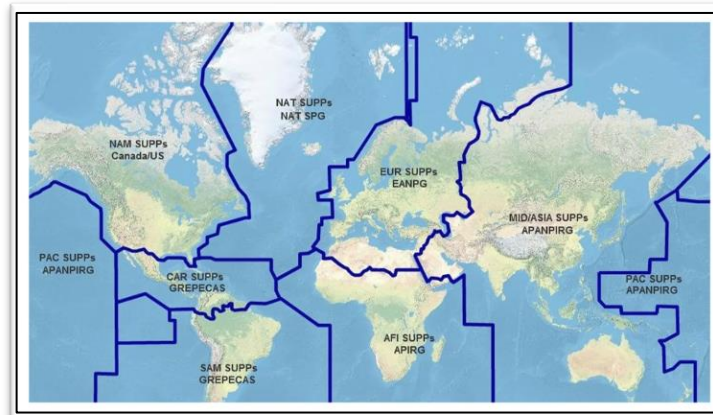 NAT SUPPs
NAT SPG
NAM SUPPs
Canada/US
EUR SUPPs
EANPG
MID/ASIA SUPPs
APANPIRG
PAC SUPPs
APANPIRG
CAR SUPPs
GREPECAS
PAC SUPPs
APANPIRG
AFI SUPPs
APIRG
SAM SUPPs
GREPECAS